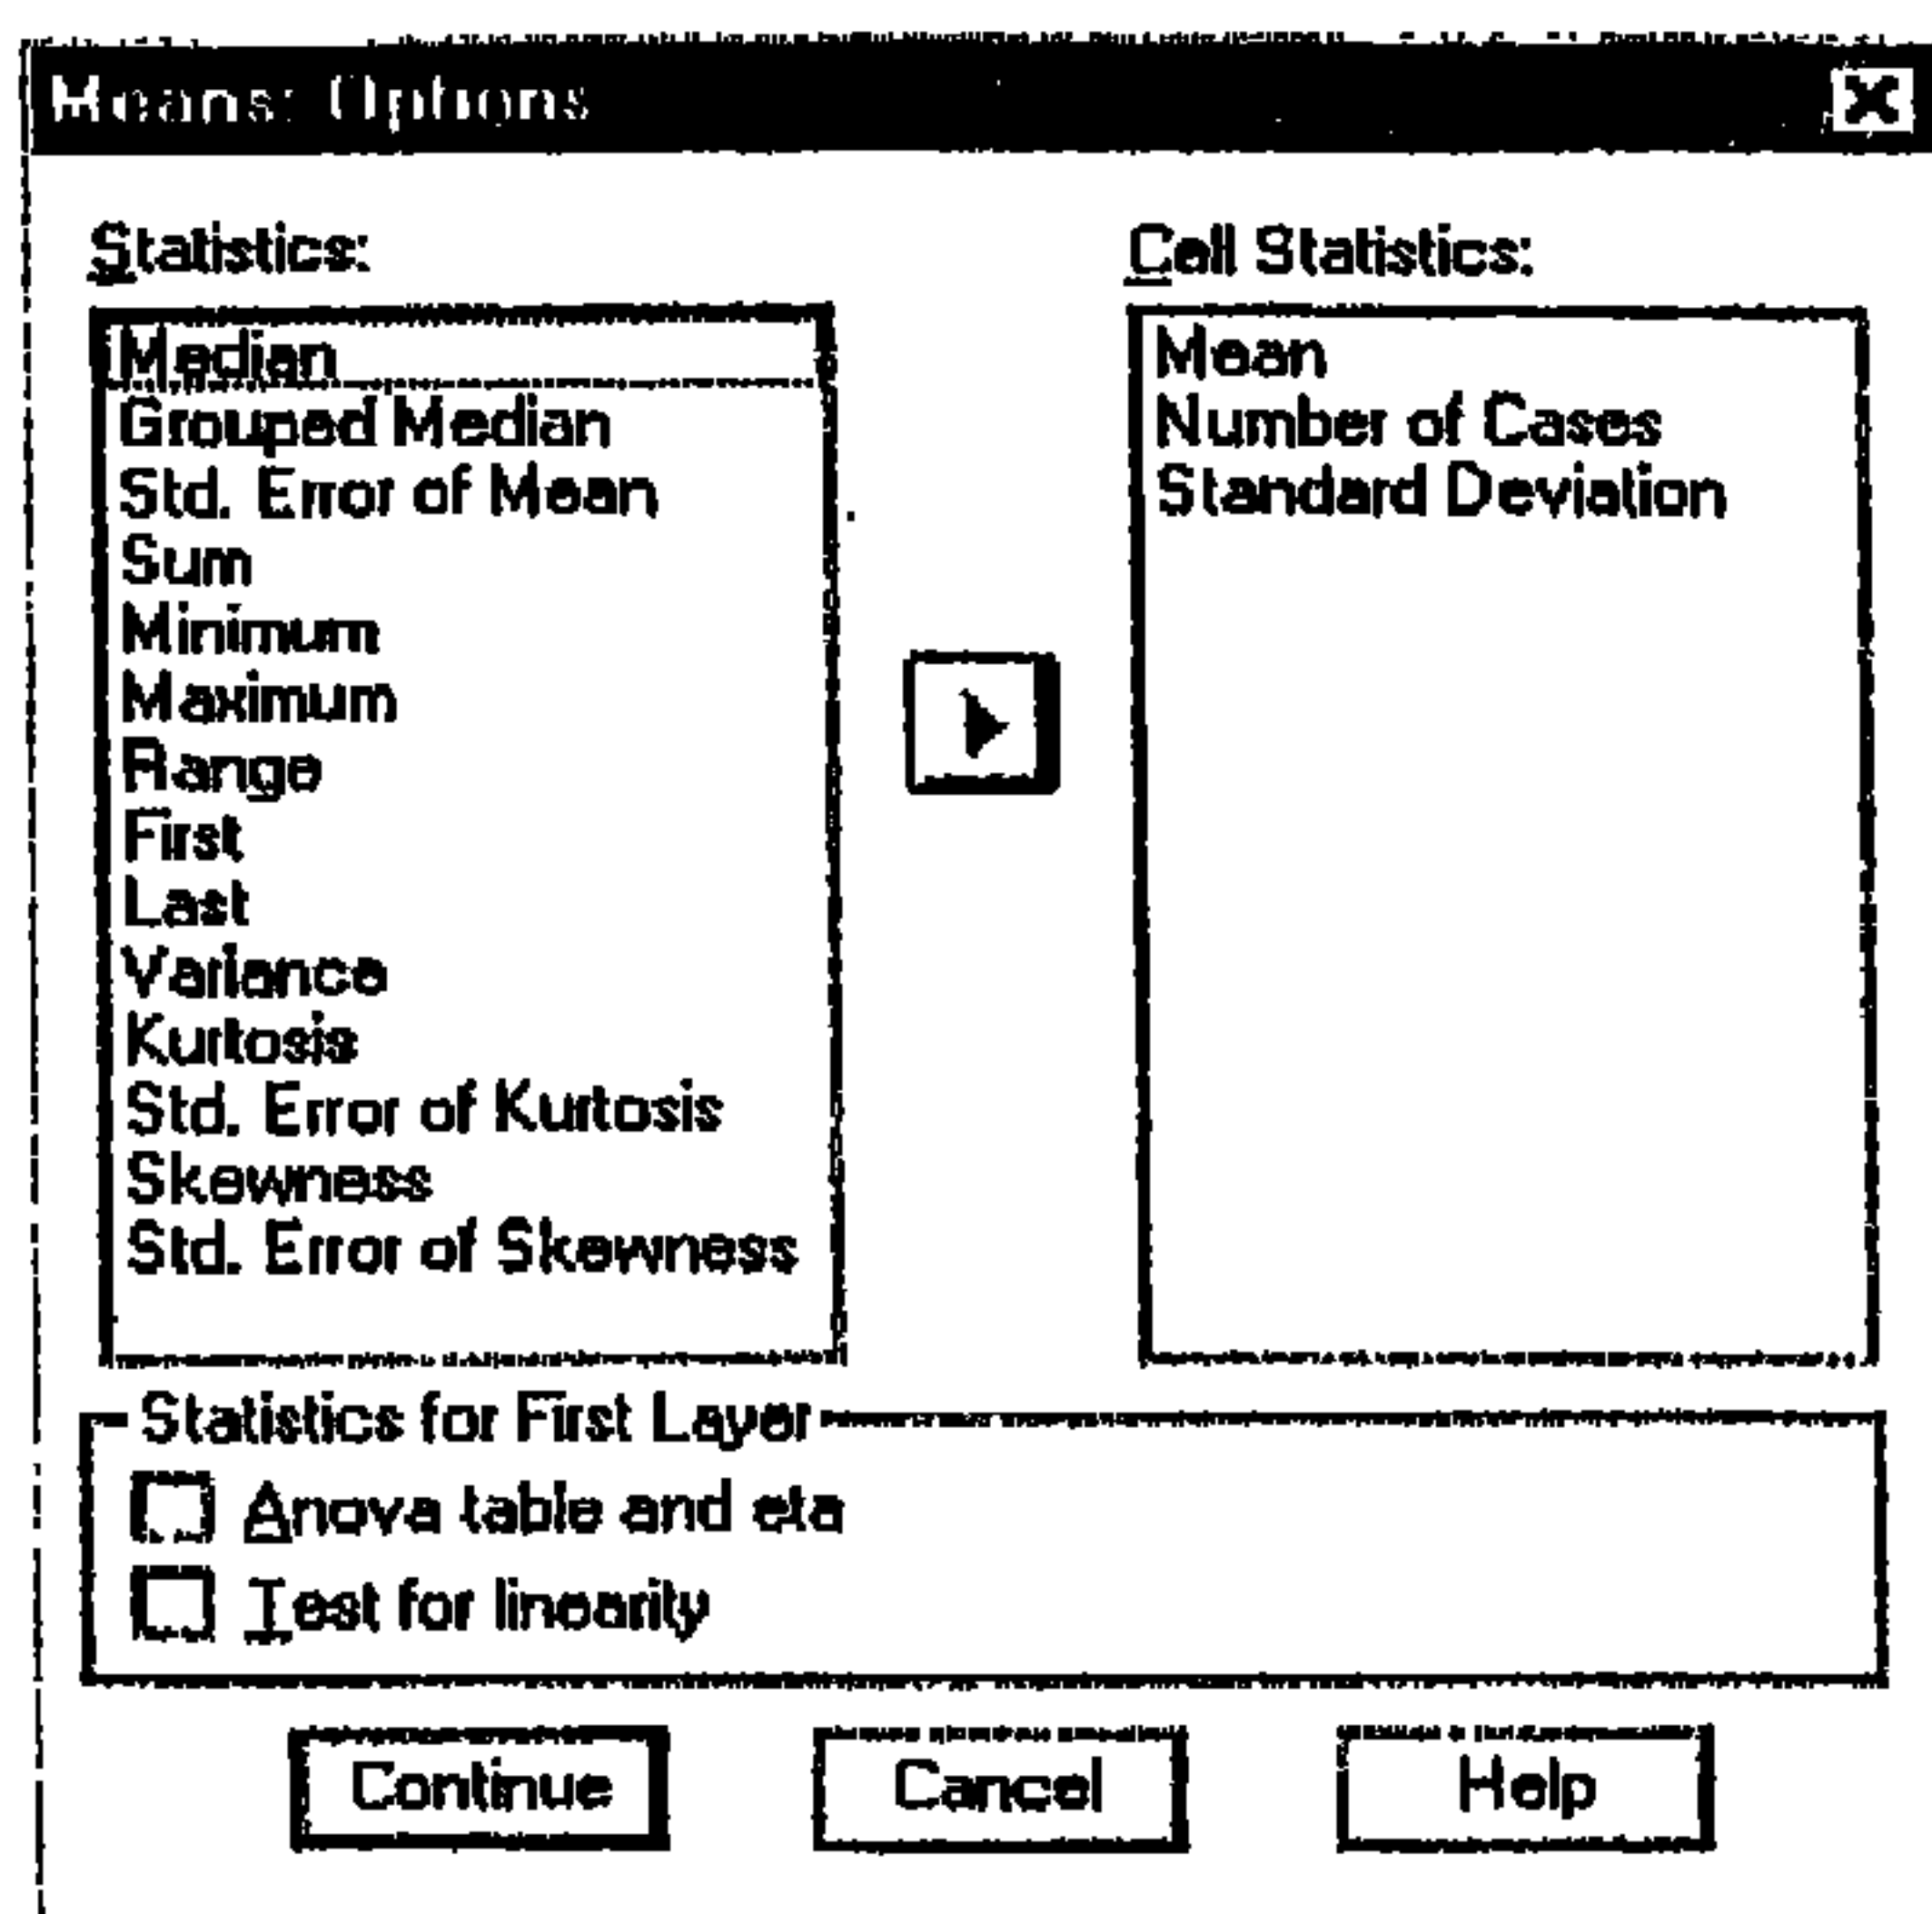 Means: Options
Statistics:
Median
Grouped Median
Std. Error of Mean
Sum
Minimum
Maximum
Range
First
Last
Variance
Kurtosis
Std. Error of Kurtosis
Skewness
Std. Error of Skewness
Cell Statistics:
Mean
Number of Cases
Standard Deviation
Statistics for First Layer
Anova table and eta
Test for linearity
Continue
Cancel
Help